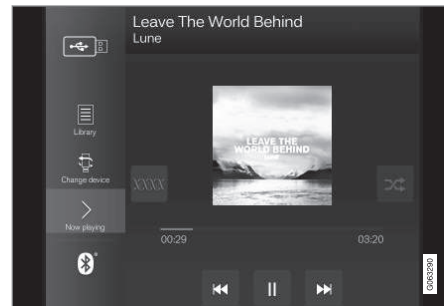 Leave The World Behind
Lune
Library
Change device
Now playing
LEAVE THE
WORLD BEHIND
LUNE
XXXX
00:29
03:20
G063290